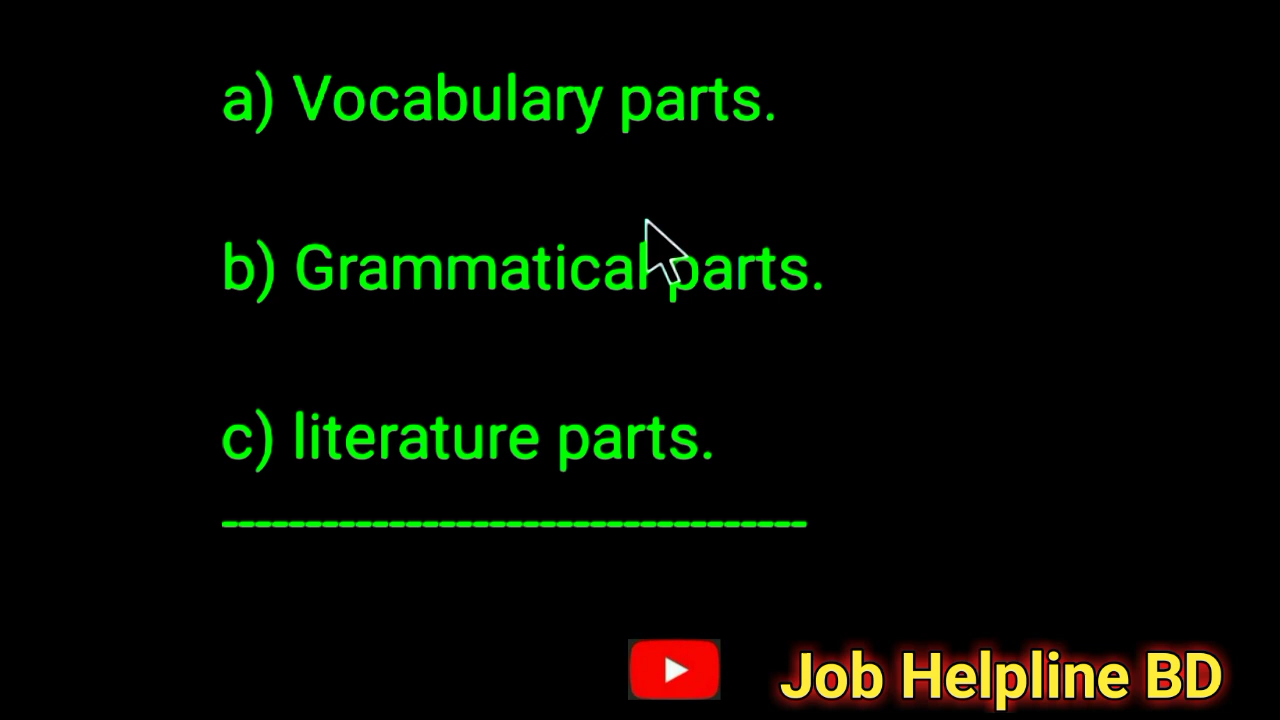 a) Vocabulary parts.
b) Grammatical parts.
c) literature parts.
----------------------------------
Job Helpline BD